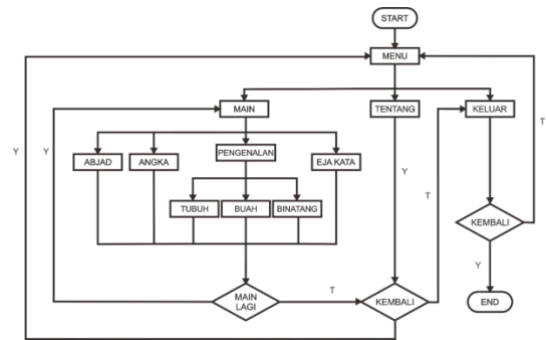 START
MENU
MAIN
TENTANG
KELUAR
Y
Y
T
ABJAD
ANGKA
PENGENALAN
EJA KATA
Y
T
TUBUH
BUAH
BINATANG
KEMBALI
Y
MAIN
LAGI
T
KEMBALI
END